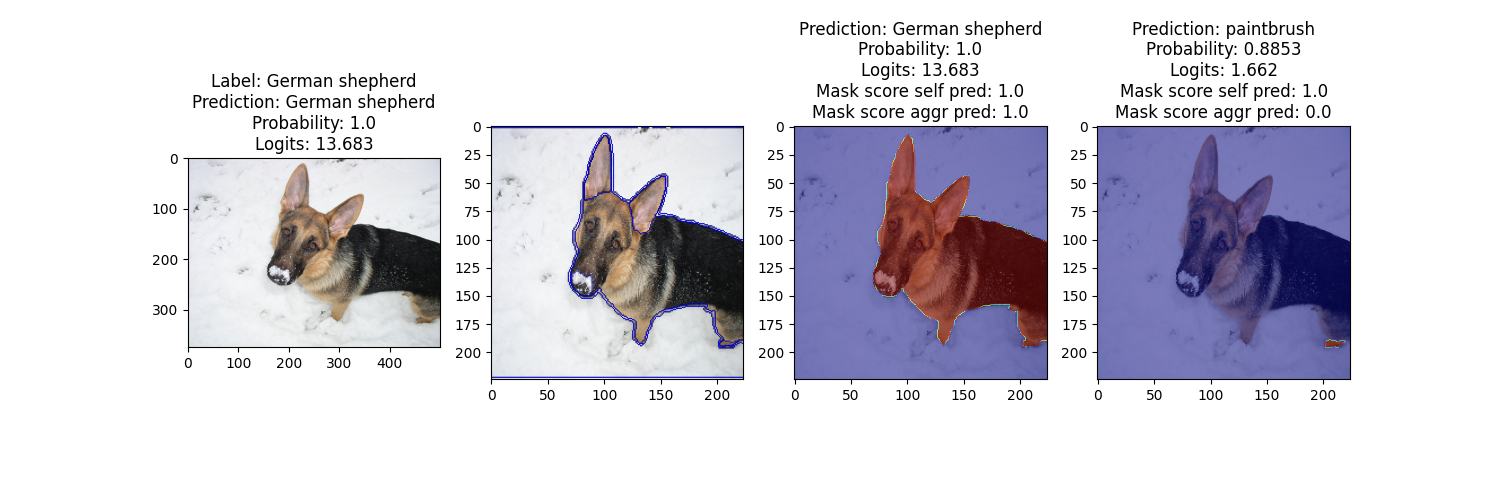 Label: German shepherd
Prediction: German shepherd
Probability: 1.0
Logits: 13.683
0
100
200
300
0 100 200 300 400
0
25
50
75
100
125
150
175
200
0 50 100 150 200
Prediction: German shepherd
Probability: 1.0
Logits: 13.683
Mask score self pred: 1.0
Mask score aggr pred: 1.0
0
25
50
75
100
125
150
175
200
0 50 100 150 200
Prediction: paintbrush
Probability: 0.8853
Logits: 1.662
Mask score self pred: 1.0
Mask score aggr pred: 0.0
0
25
50
75
100
125
150
175
200
0 50 100 150 200